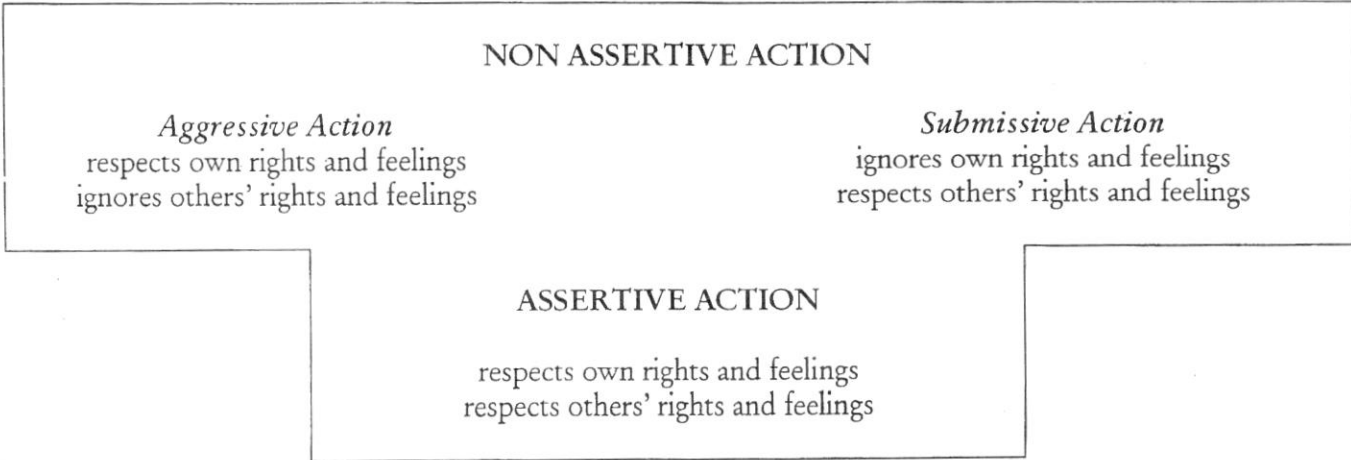 NON ASSERTIVE ACTION
Aggressive Action
respects own rights and feelings
ignores others' rights and feelings
Submissive Action
ignores own rights and feelings
respects others' rights and feelings
ASSERTIVE ACTION
respects own rights and feelings
respects others' rights and feelings